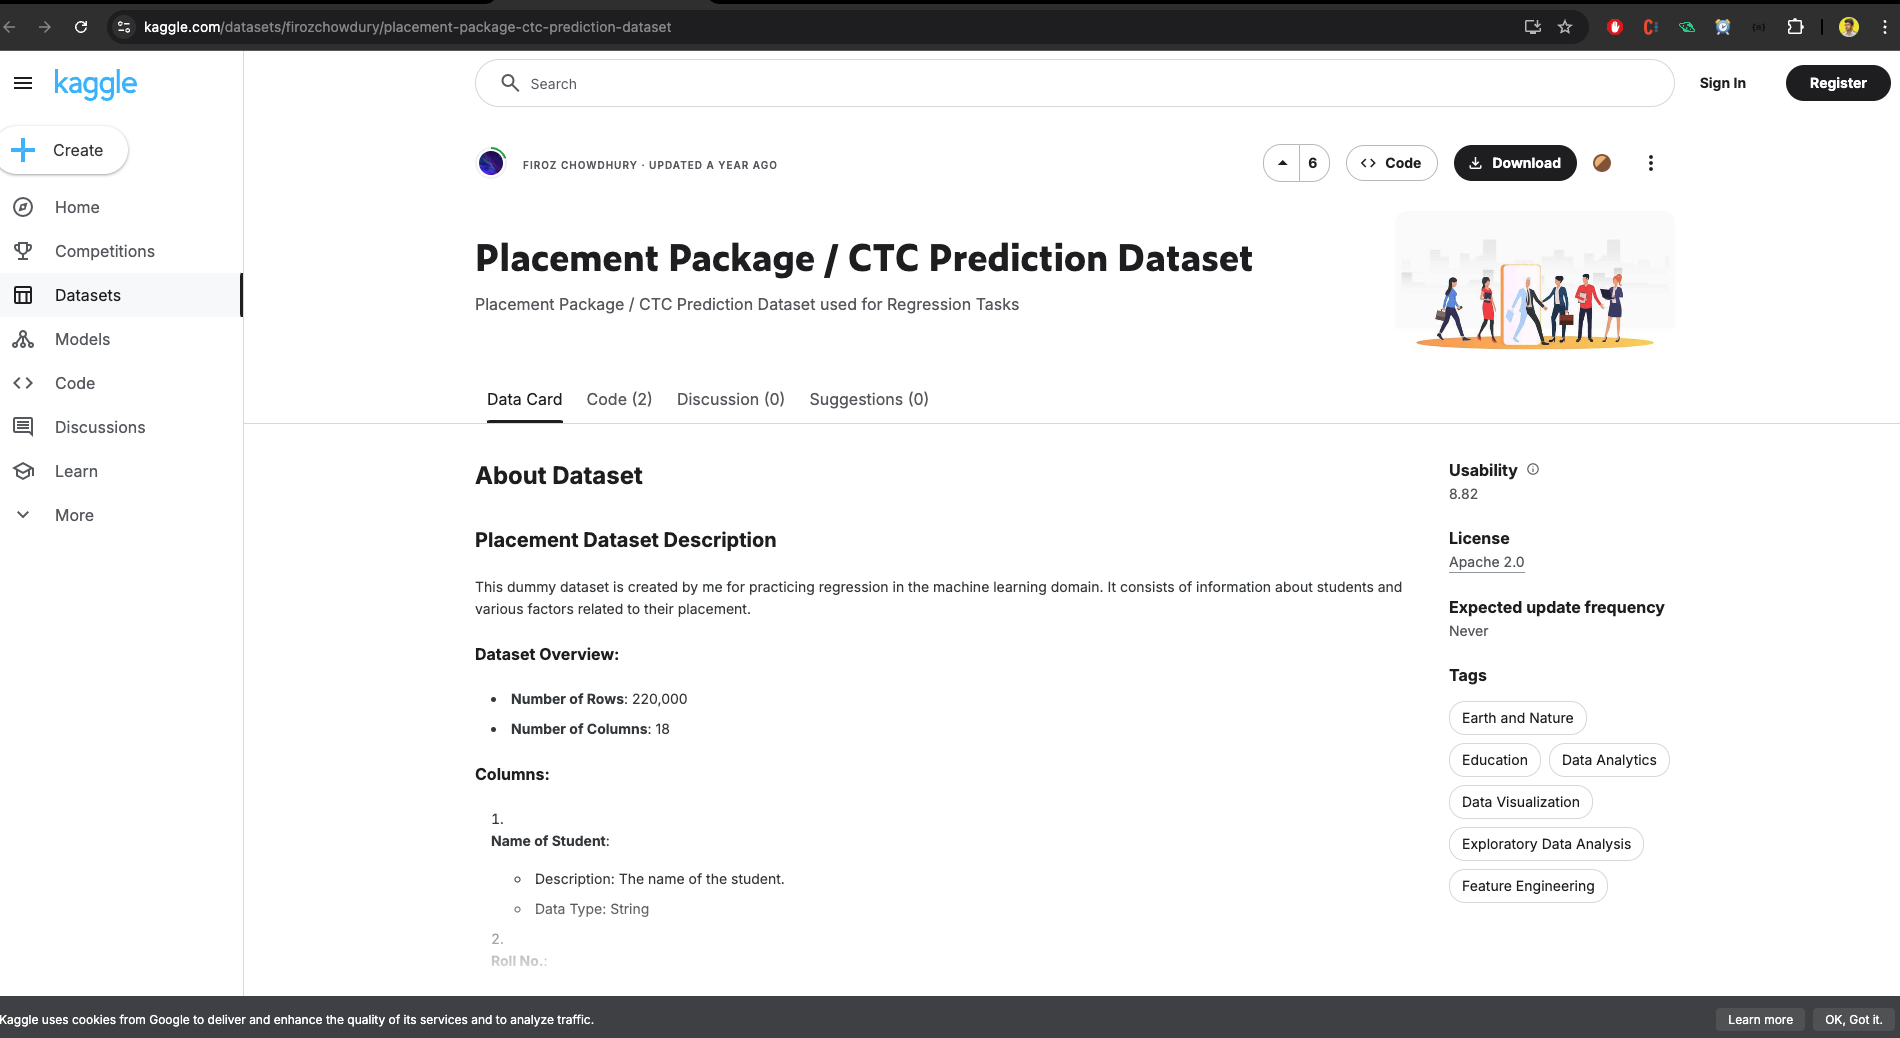 kaggle.com/datasets/firozchowdury/placement-package-ctc-prediction-dataset
kaggle
Search
Sign In
Register
Create
Home
Competitions
Datasets
Models
Code
Discussions
Learn
More
FIROZ CHOWDHURY · UPDATED A YEAR AGO
6
Code
Download
Placement Package / CTC Prediction Dataset
Placement Package / CTC Prediction Dataset used for Regression Tasks
Data Card
Code (2)
Discussion (0)
Suggestions (0)
About Dataset
Placement Dataset Description
This dummy dataset is created by me for practicing regression in the machine learning domain. It consists of information about students and
various factors related to their placement.
Dataset Overview:
• Number of Rows: 220,000
• Number of Columns: 18
Columns:
1.
Name of Student:
Description: The name of the student.
Data Type: String
2.
Roll No.:
Usability
8.82
License
Apache 2.0
Expected update frequency
Never
Tags
Earth and Nature
Education
Data Analytics
Data Visualization
Exploratory Data Analysis
Feature Engineering
Kaggle uses cookies from Google to deliver and enhance the quality of its services and to analyze traffic.
Learn more
OK, Got it.